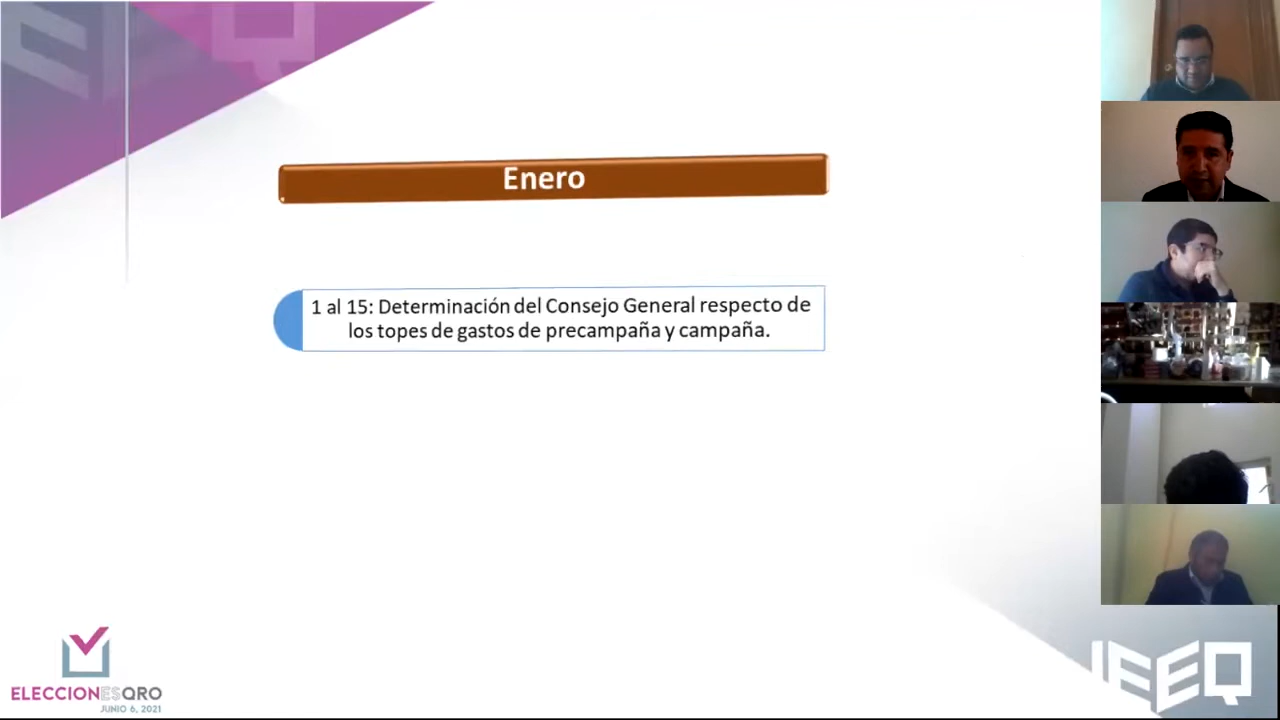 EQ
Enero
1 al 15: Determinación del Consejo General respecto de
los topes de gastos de precampaña y campaña.
ELECCIONESQRO
JUNIO 6, 2021
IEEQ